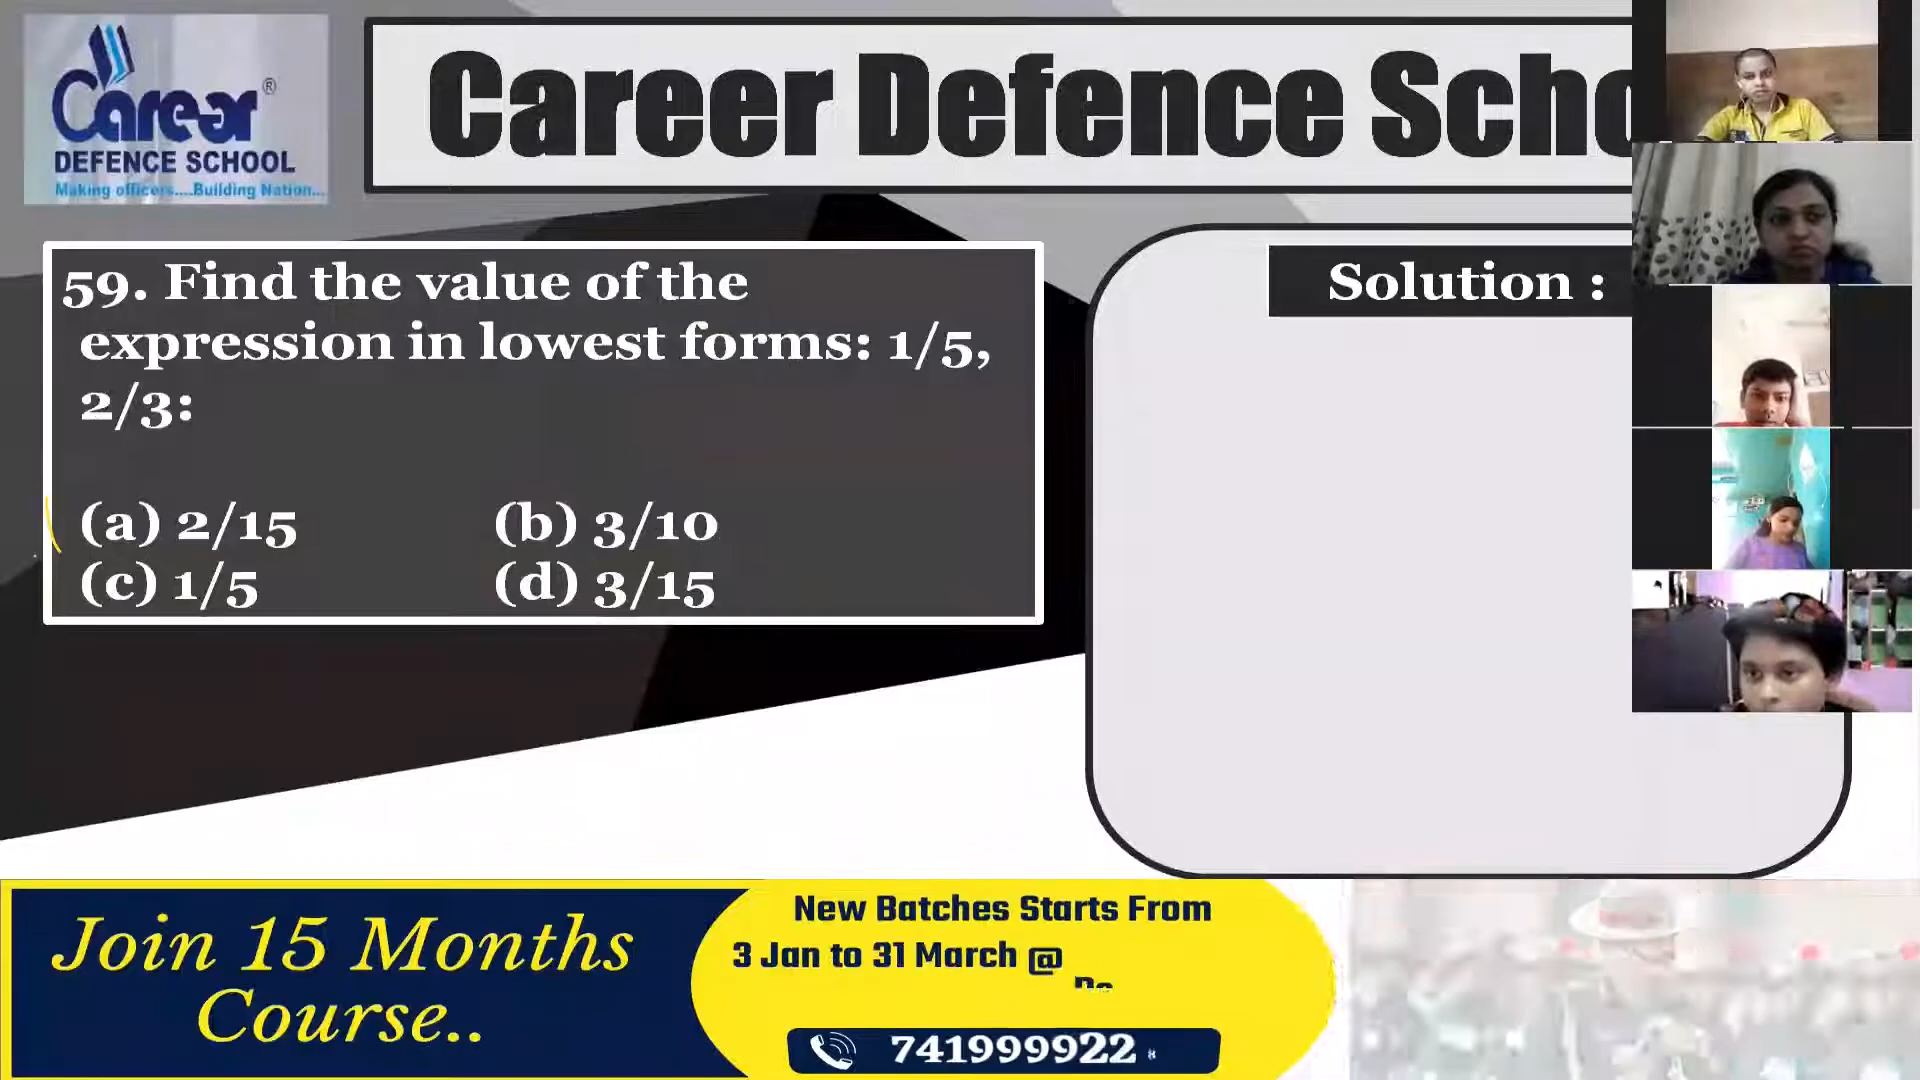 Career ®
DEFENCE SCHOOL
Making officers....Building Nation...
Career Defence Scho
59. Find the value of the
expression in lowest forms: 1/5,
2/3:
(a) 2/15 (b) 3/10
(c) 1/5 (d) 3/15
Solution :
Join 15 Months
Course..
New Batches Starts From
3 Jan to 31 March @
741999922